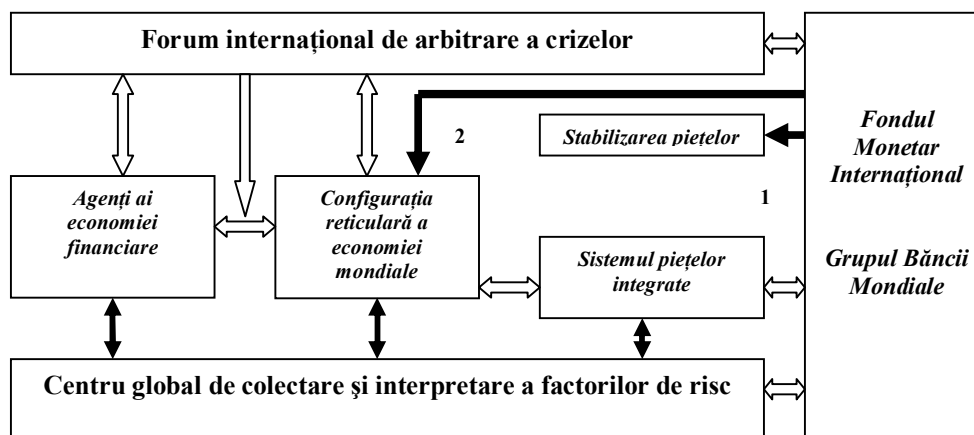 Forum internațional de arbitrare a crizelor
2
Stabilizarea piețelor
Fondul
Monetar
Internațional
Agenți ai
economiei
financiare
Configurația
reticulară a
economiei
mondiale
1
Sistemul piețelor
integrate
Grupul Băncii
Mondiale
Centru global de colectare şi interpretare a factorilor de risc